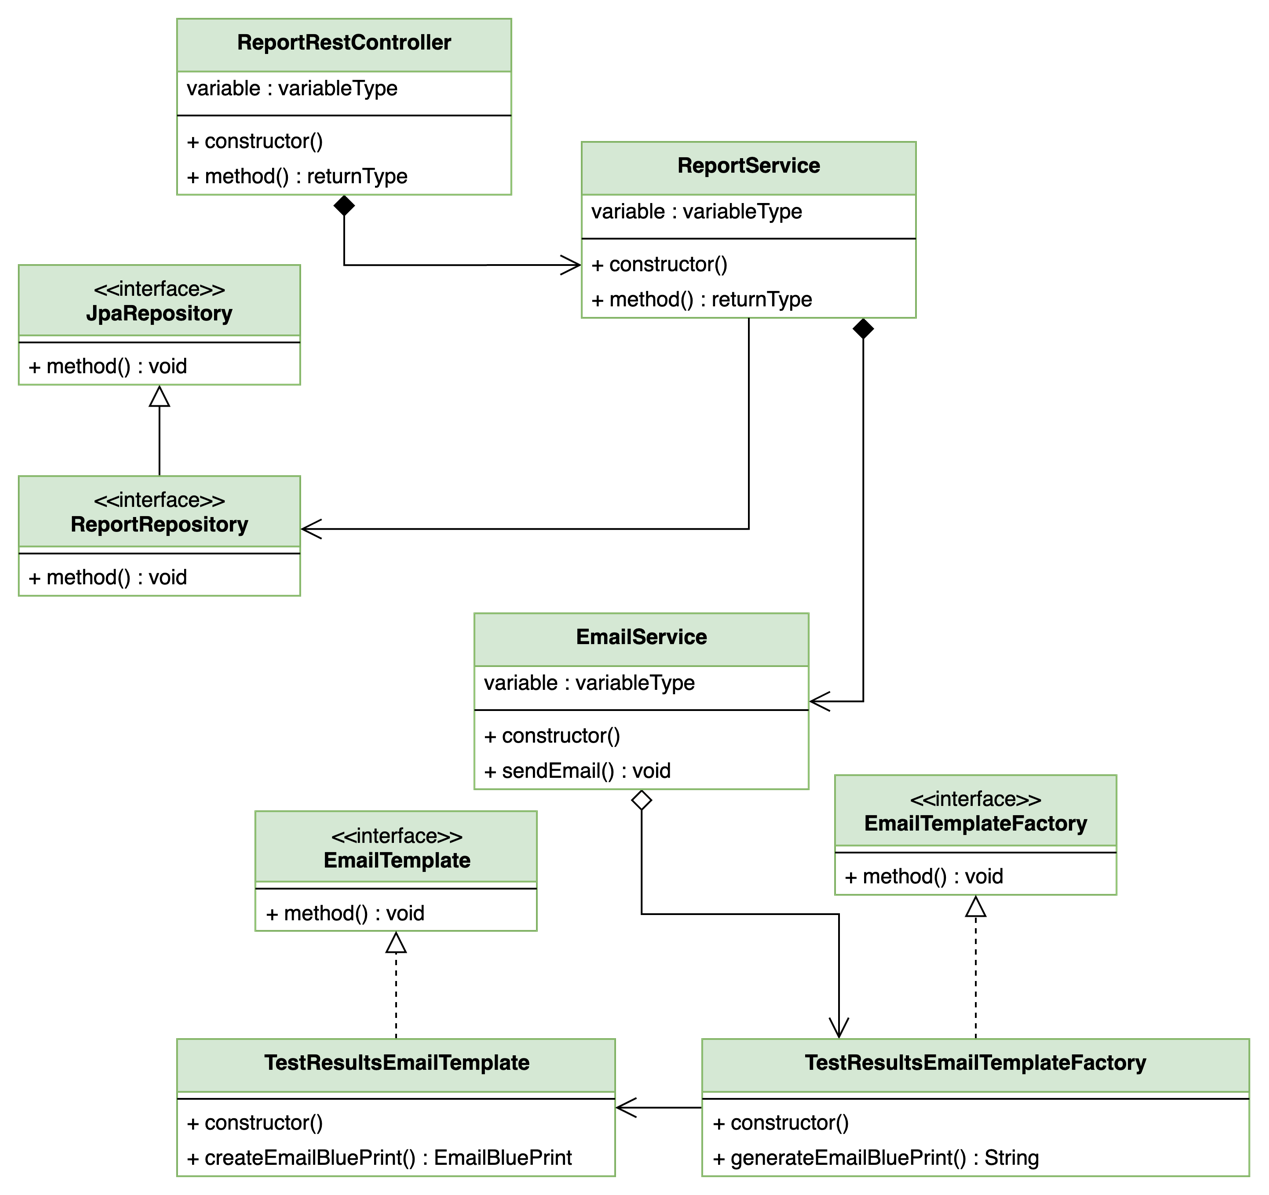 ReportRestController
variable : variableType
+ constructor()
+ method() : returnType
ReportService
variable : variableType
+ constructor()
+ method() : returnType
<<interface>>
JpaRepository
+ method() : void
<<interface>>
ReportRepository
+ method() : void
EmailService
variable : variableType
+ constructor()
+ sendEmail() : void
<<interface>>
EmailTemplateFactory
+ method() : void
<<interface>>
EmailTemplate
+ method() : void
TestResultsEmailTemplate
+ constructor()
+ createEmailBluePrint() : EmailBluePrint
TestResultsEmailTemplateFactory
+ constructor()
+ generateEmailBluePrint() : String